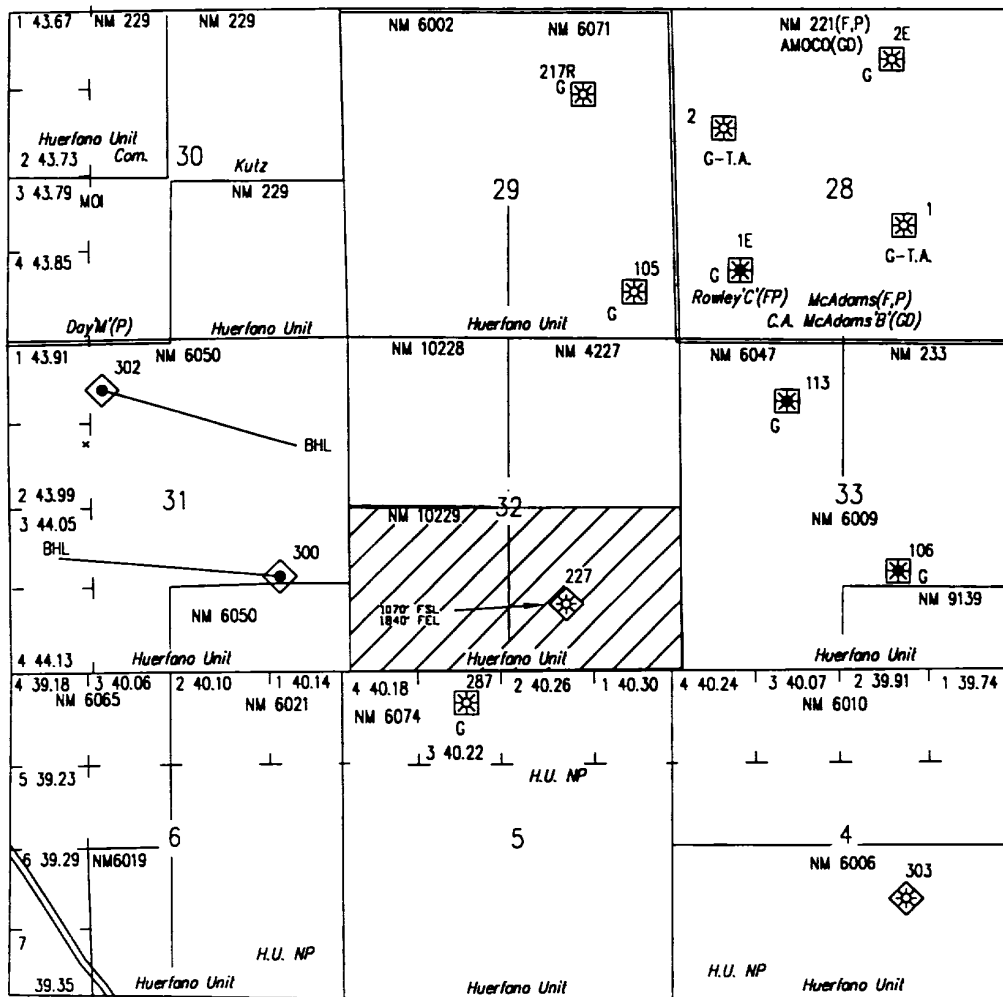 1 43.67 NM 229 NM 229
Huerfano Unit
Com.
2 43.73
30
Kutz
3 43.79
MOI
NM 229
4 43.85
Day'M'(P)
Huerfano Unit
NM 6002 NM 6071
217R
G
29
105
G
Huerfano Unit
NM 221(F,P)
AMOCO(GD)
2E
G
2
G-T.A.
28
1
G-T.A.
1E
G
Rowley'C'(FP)
McAdams(F,P)
C.A. McAdams'B'(GD)
1 43.91
NM 6050
302
BHL
x
2 43.99
31
3 44.05
BHL
300
NM 6050
4 44.13
Huerfano Unit
NM 10228 NM 4227
32
NM 10229
227
1070' FSL
1840' FEL
Huerfano Unit
NM 6047 NM 233
113
G
33
NM 6009
106
G
NM 9139
Huerfano Unit
4 39.18 3 40.06 2 40.10 1 40.14
NM 6065
NM 6021
5 39.23
6
6 39.29
NM6019
7
H.U. NP
39.35
Huerfano Unit
4 40.18 287 2 40.26 1 40.30
NM 6074
G
3 40.22
H.U. NP
5
Huerfano Unit
4 40.24 3 40.07 2 39.91 1 39.74
NM 6010
4
NM 6006
303
H.U. NP
Huerfano Unit